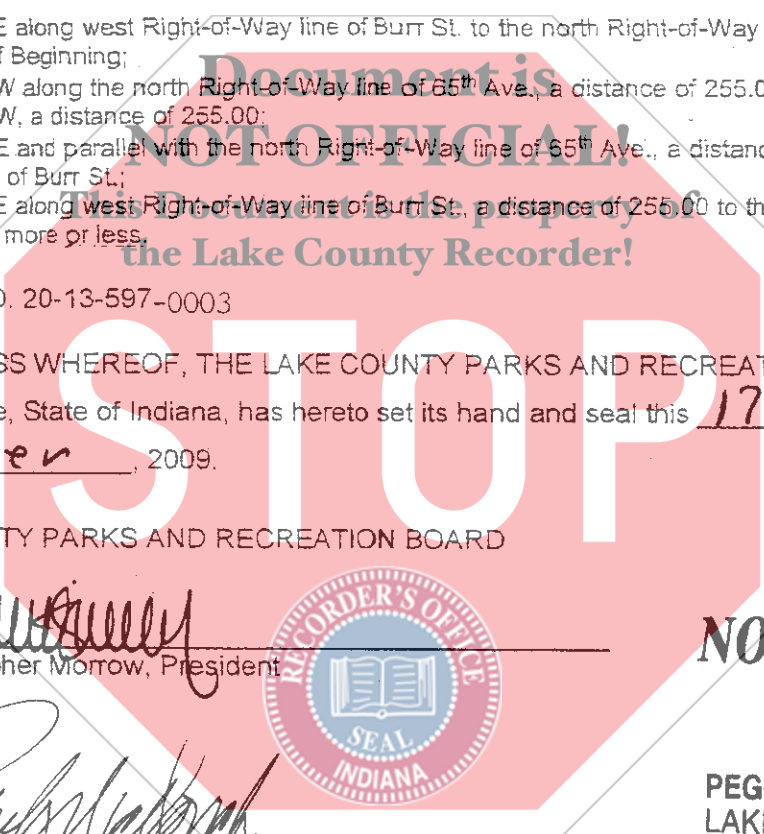 E along west Right-of-Way line of Burr St. to the north Right-of-Way
f Beginning;
W along the north Right-of-Way line of 65th Ave., a distance of 255.0
W, a distance of 255.00;
E and parallel with the north Right-of-Way line of 65th Ave., a distanc
of Burr St.;
E along west Right-of-Way line of Burr St., a distance of 255.00 to th
more or less.
Document is
NOT OFFICIAL!
This Document is the property of
the Lake County Recorder!
STOP
O. 20-13-597-0003
SS WHEREOF, THE LAKE COUNTY PARKS AND RECREAT
e, State of Indiana, has hereto set its hand and seal this 17
er, 2009.
TY PARKS AND RECREATION BOARD
pher Morrow, President
RECORDER'S OFFICE
SEAL
INDIANA
NO
PEG
LAKE